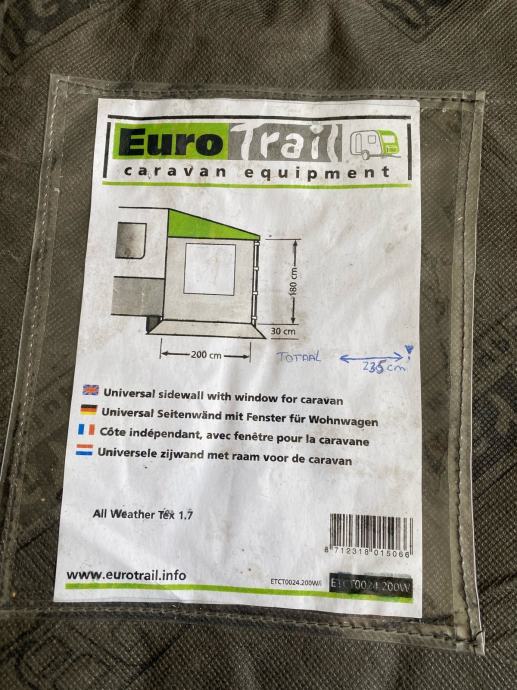 Euro Trail
caravan equipment
180 cm
30 cm
200 cm
TOTAAL
235 cm
Universal sidewall with window for caravan
Universal Seitenwänd mit Fenster für Wohnwagen
Côte indépendant, avec fenêtre pour la caravane
Universele zijwand met raam voor de caravan
All Weather Tex 1.7
8 712318 015066
www.eurotrail.info
ETCT0024.200W